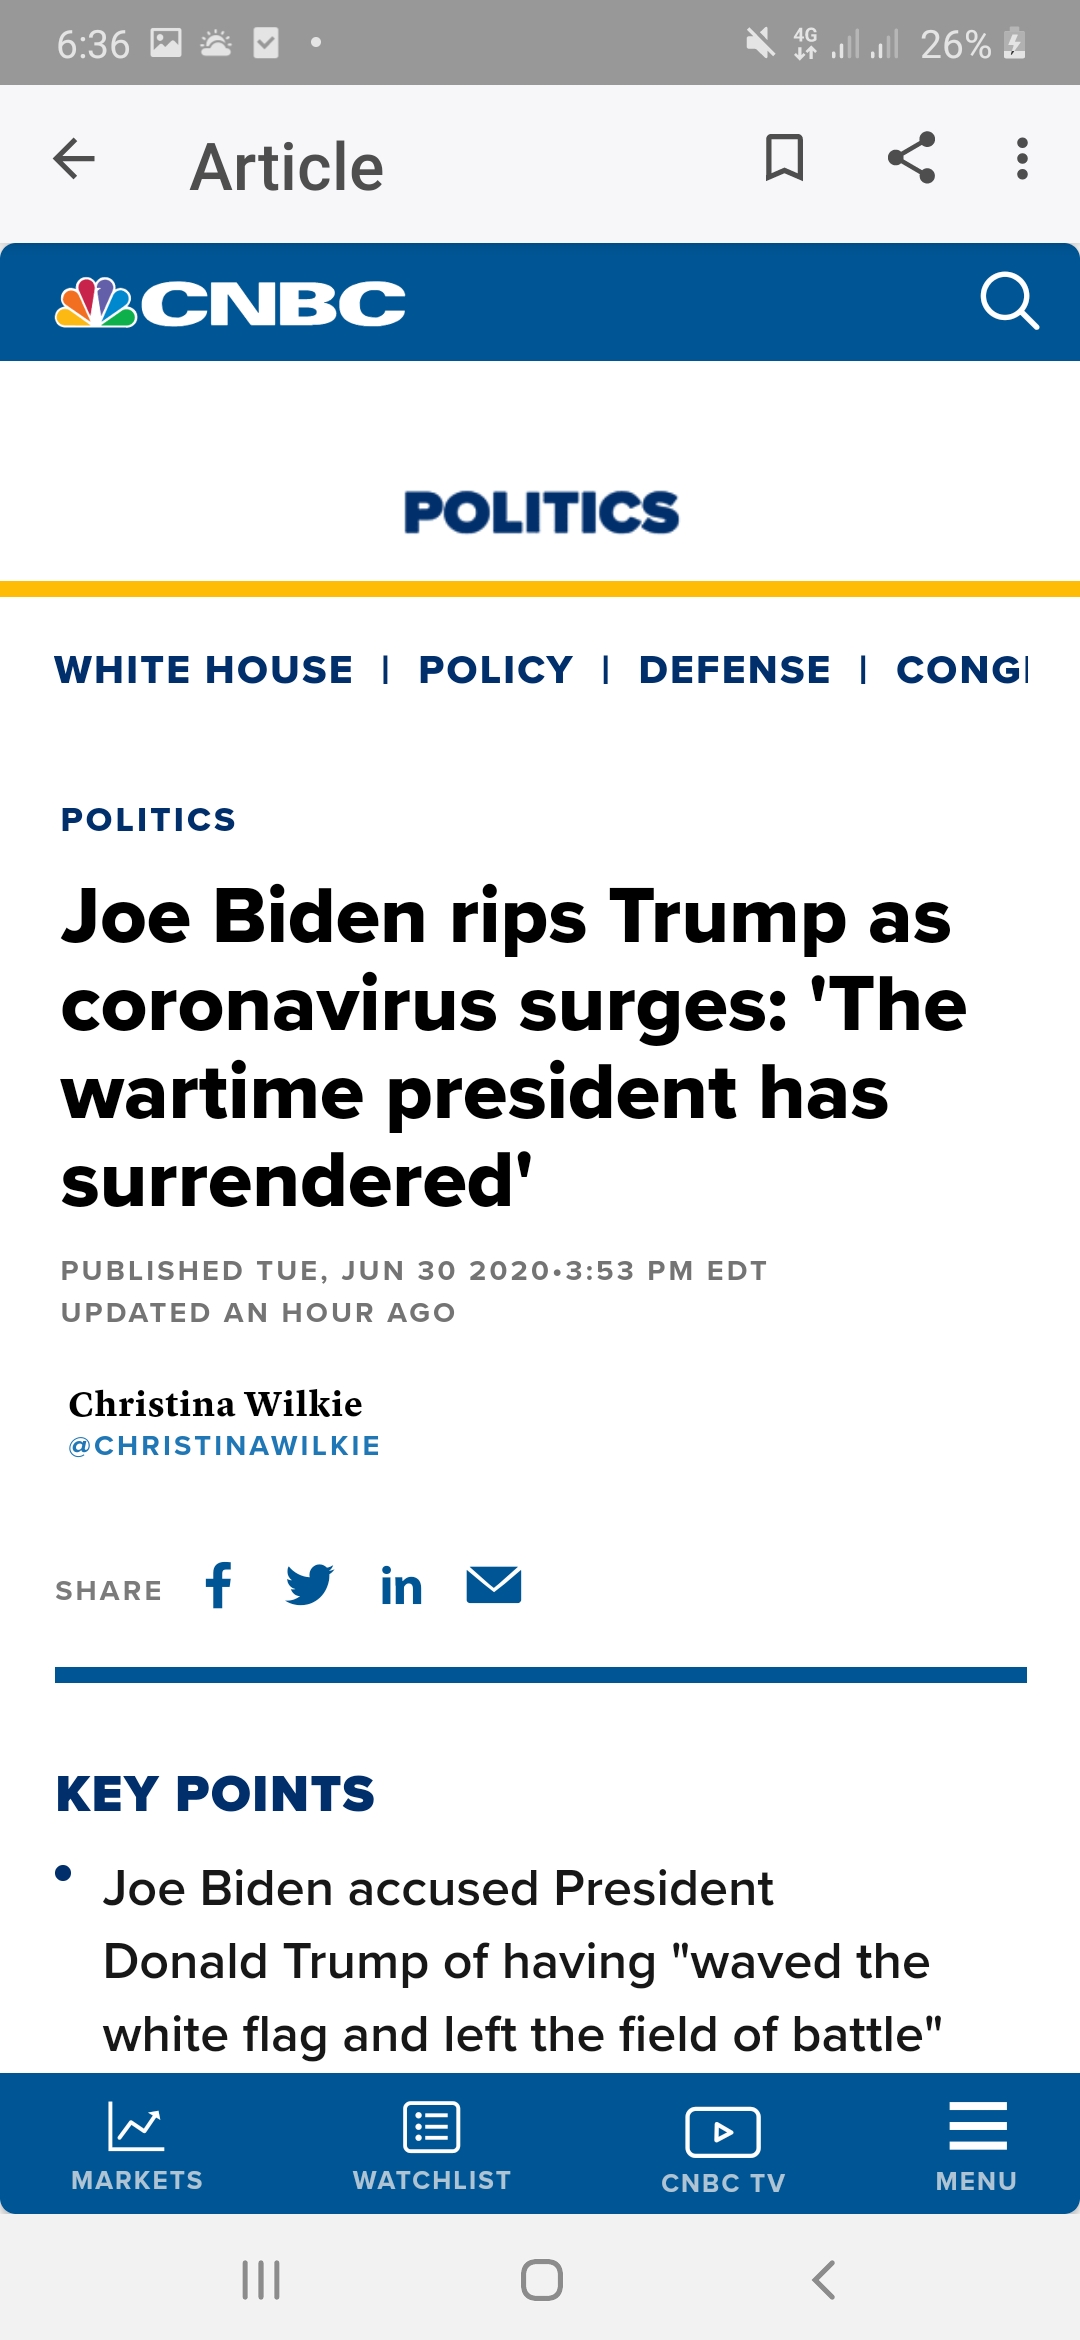 6:36
4G
26%
Article
CNBC
POLITICS
WHITE HOUSE | POLICY | DEFENSE |
POLITICS
Joe Biden rips Trump as
coronavirus surges: 'The
wartime president has
surrendered'
PUBLISHED TUE, JUN 30 2020•3:53 PM EDT
UPDATED AN HOUR AGO
Christina Wilkie
@CHRISTINAWILKIE
SHARE
KEY POINTS
• Joe Biden accused President
Donald Trump of having "waved the
white flag and left the field of battle"
MARKETS
WATCHLIST
CNBC TV
MENU